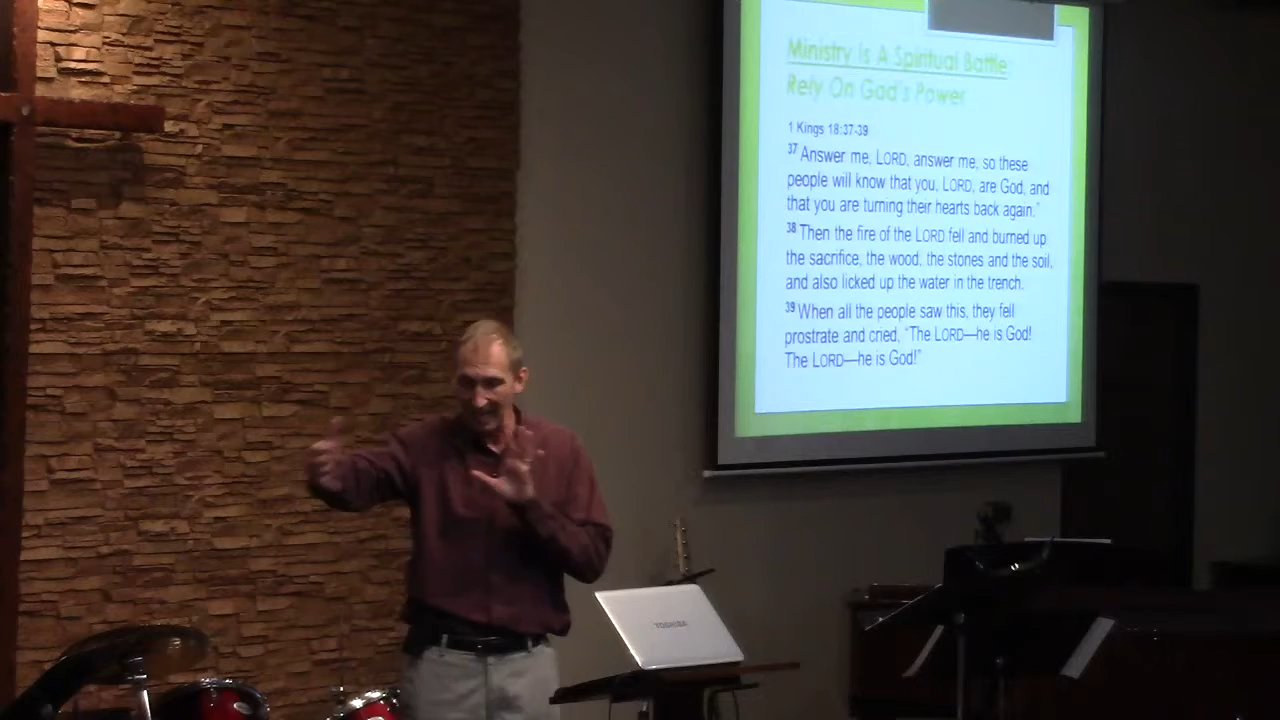 Ministry Is A Spiritual Battle:
Rely On God's Power
1 Kings 18:37-39
37 Answer me, LORD, answer me, so these
people will know that you, LORD, are God, and
that you are turning their hearts back again."
38 Then the fire of the LORD fell and burned up
the sacrifice, the wood, the stones and the soil,
and also licked up the water in the trench.
39 When all the people saw this, they fell
prostrate and cried, "The LORD—he is God!
The LORD—he is God!"
TOSHIBA